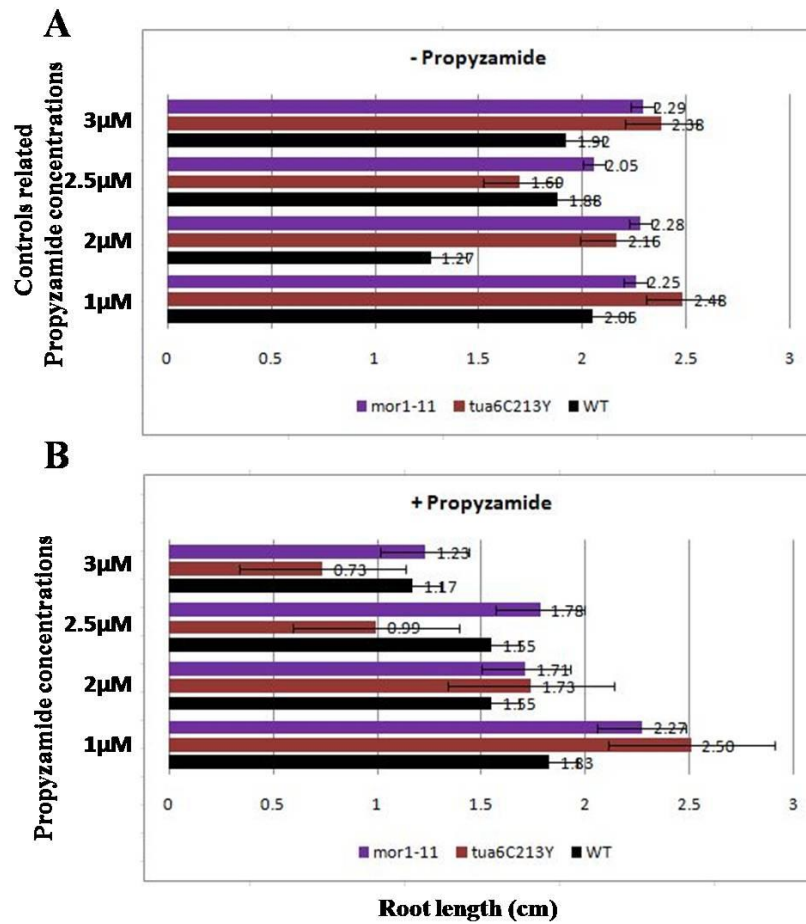 A
- Propyzamide
Controls related
Propyzamide concentrations
3µM
2.29
2.38
1.92
2.5µM
2.05
1.69
1.88
2µM
2.28
2.16
1.27
1µM
2.25
2.48
2.05
0 0.5 1 1.5 2 2.5 3
mor1-11 tua6C213Y WT
B
+ Propyzamide
Propyzamide concentrations
3µM
1.23
0.73
1.17
2.5µM
1.78
0.99
1.55
2µM
1.71
1.73
1.55
1µM
2.27
2.50
1.83
0 0.5 1 1.5 2 2.5 3
mor1-11 tua6C213Y WT
Root length (cm)